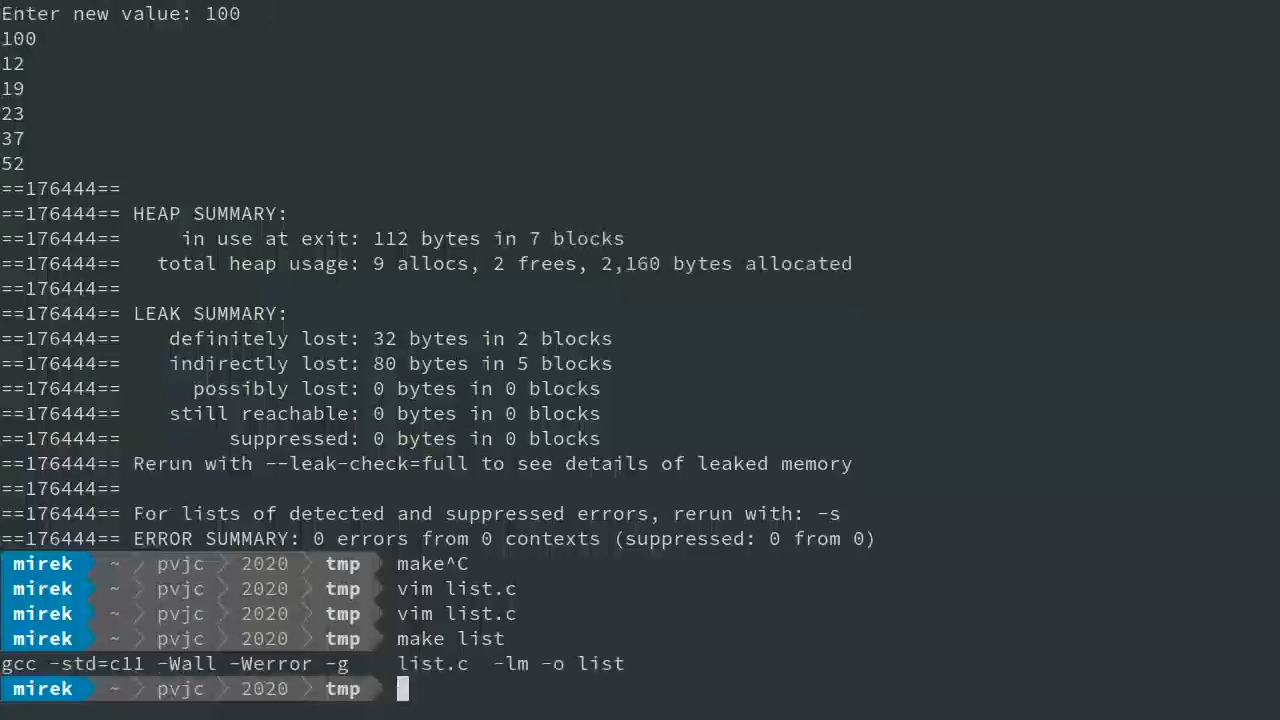 Enter new value: 100
100
12
19
23
37
52
==176444==
==176444== HEAP SUMMARY:
==176444==     in use at exit: 112 bytes in 7 blocks
==176444==   total heap usage: 9 allocs, 2 frees, 2,160 bytes allocated
==176444==
==176444== LEAK SUMMARY:
==176444==    definitely lost: 32 bytes in 2 blocks
==176444==    indirectly lost: 80 bytes in 5 blocks
==176444==      possibly lost: 0 bytes in 0 blocks
==176444==    still reachable: 0 bytes in 0 blocks
==176444==         suppressed: 0 bytes in 0 blocks
==176444== Rerun with --leak-check=full to see details of leaked memory
==176444==
==176444== For lists of detected and suppressed errors, rerun with: -s
==176444== ERROR SUMMARY: 0 errors from 0 contexts (suppressed: 0 from 0)
mirek ~ pvjc 2020 tmp make^C
mirek ~ pvjc 2020 tmp vim list.c
mirek ~ pvjc 2020 tmp vim list.c
mirek ~ pvjc 2020 tmp make list
gcc -std=c11 -Wall -Werror -g    list.c  -lm -o list
mirek ~ pvjc 2020 tmp